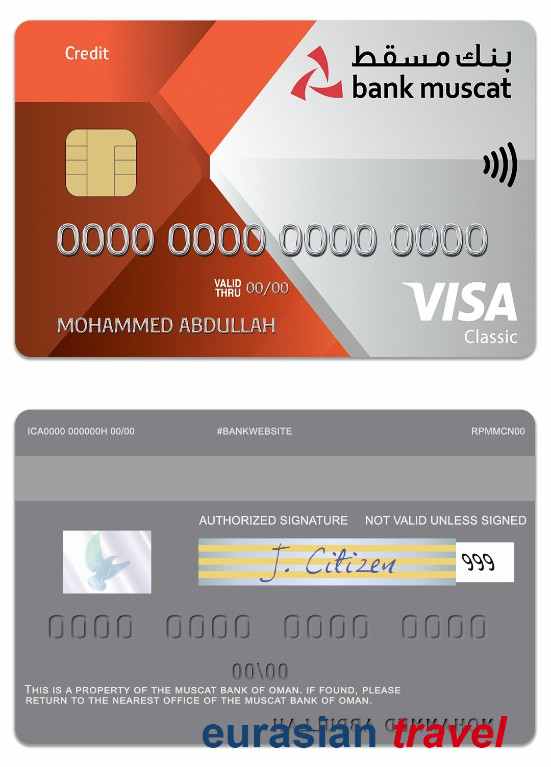 Credit
بنك مسقط
bank muscat
0000 0000 0000 0000
VALID THRU 00/00
MOHAMMED ABDULLAH
VISA
Classic
ICA0000 000000H 00/00 #BANKWEBSITE RPMMCN00
AUTHORIZED SIGNATURE NOT VALID UNLESS SIGNED
J. Citizen 999
0000 0000 0000 0000
00/00
THIS IS A PROPERTY OF THE MUSCAT BANK OF OMAN. IF FOUND, PLEASE
RETURN TO THE NEAREST OFFICE OF THE MUSCAT BANK OF OMAN.
eurasian travel